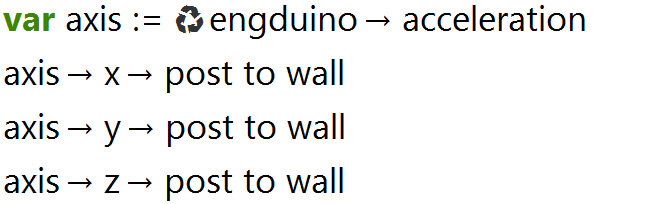 var axis := ♻ engduino → acceleration
axis → x → post to wall
axis → y → post to wall
axis → z → post to wall